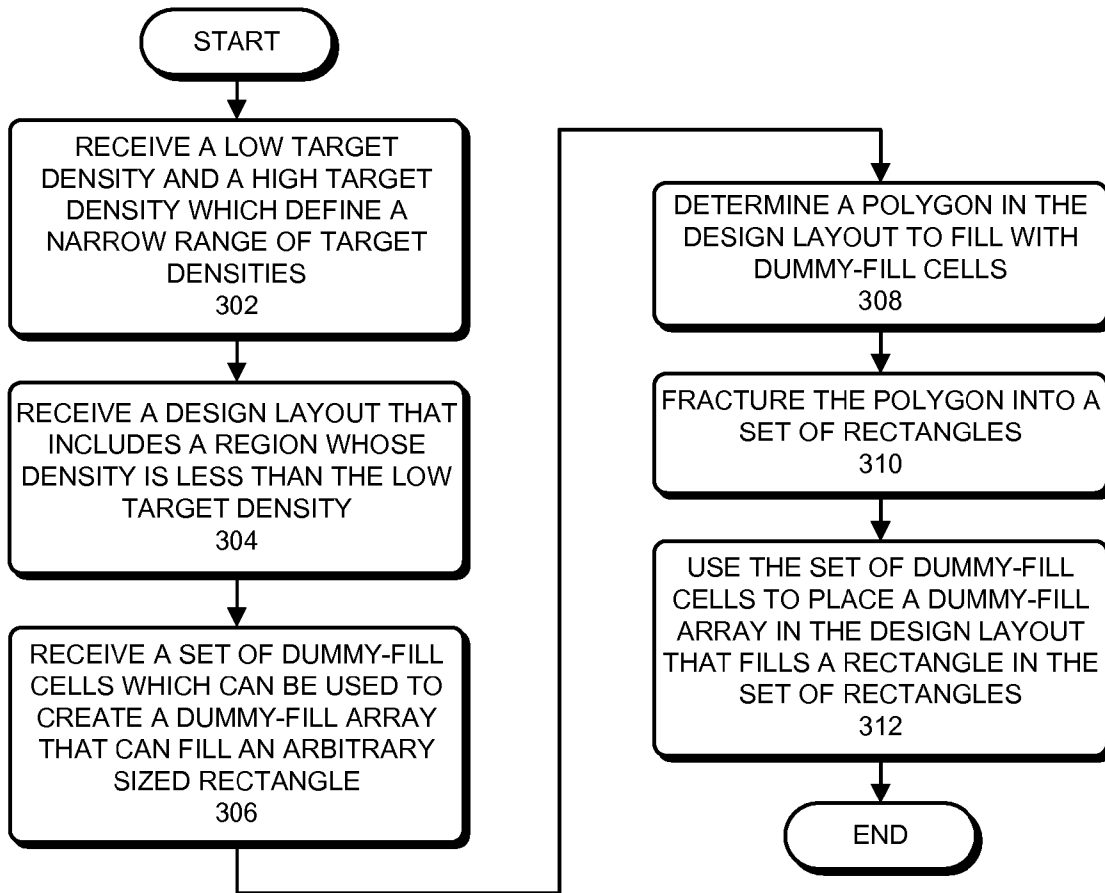 START
RECEIVE A LOW TARGET
DENSITY AND A HIGH TARGET
DENSITY WHICH DEFINE A
NARROW RANGE OF TARGET
DENSITIES
302
RECEIVE A DESIGN LAYOUT THAT
INCLUDES A REGION WHOSE
DENSITY IS LESS THAN THE LOW
TARGET DENSITY
304
RECEIVE A SET OF DUMMY-FILL
CELLS WHICH CAN BE USED TO
CREATE A DUMMY-FILL ARRAY
THAT CAN FILL AN ARBITRARY
SIZED RECTANGLE
306
DETERMINE A POLYGON IN THE
DESIGN LAYOUT TO FILL WITH
DUMMY-FILL CELLS
308
FRACTURE THE POLYGON INTO A
SET OF RECTANGLES
310
USE THE SET OF DUMMY-FILL
CELLS TO PLACE A DUMMY-FILL
ARRAY IN THE DESIGN LAYOUT
THAT FILLS A RECTANGLE IN THE
SET OF RECTANGLES
312
END